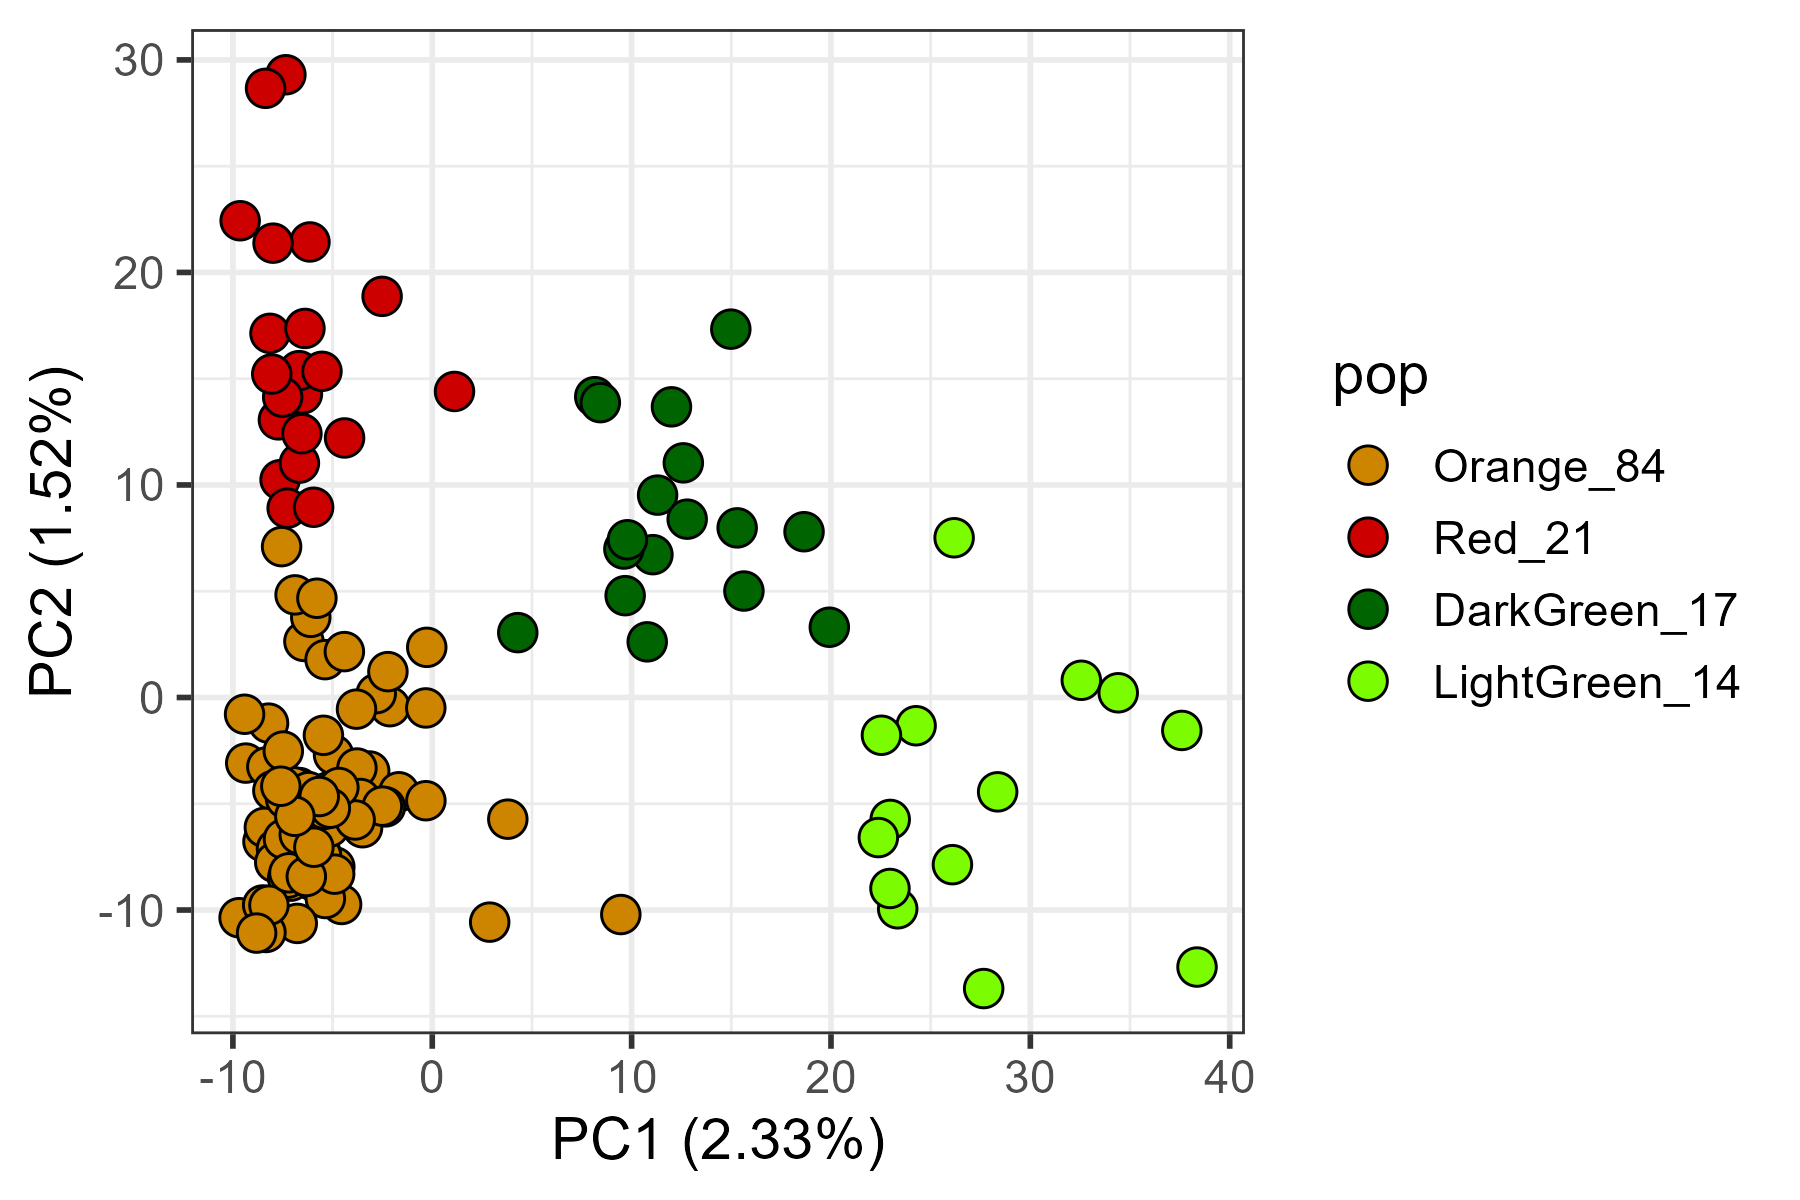 PC2 (1.52%)
30
20
10
0
-10
-10 0 10 20 30 40
PC1 (2.33%)
pop
Orange_84
Red_21
DarkGreen_17
LightGreen_14